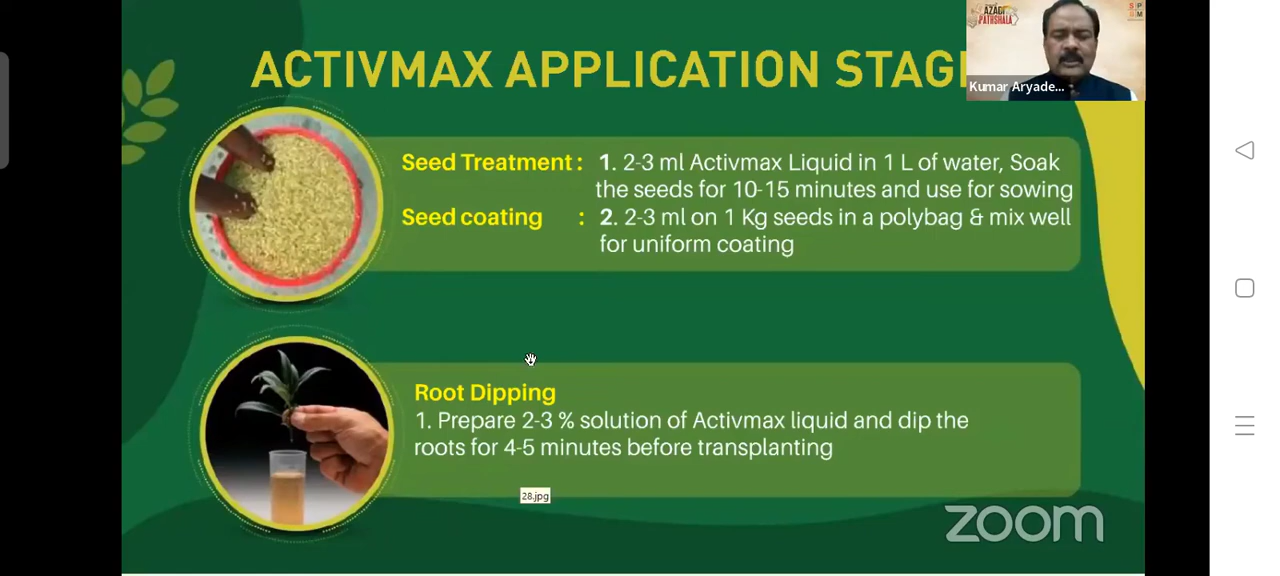 ACTIVMAX APPLICATION STAG
AZADI
PATHSHALA
Kumar Aryade...
Seed Treatment : 1. 2-3 ml Activmax Liquid in 1 L of water, Soak
the seeds for 10-15 minutes and use for sowing
Seed coating : 2. 2-3 ml on 1 Kg seeds in a polybag & mix well
for uniform coating
Root Dipping
1. Prepare 2-3 % solution of Activmax liquid and dip the
roots for 4-5 minutes before transplanting
28.jpg
zoom